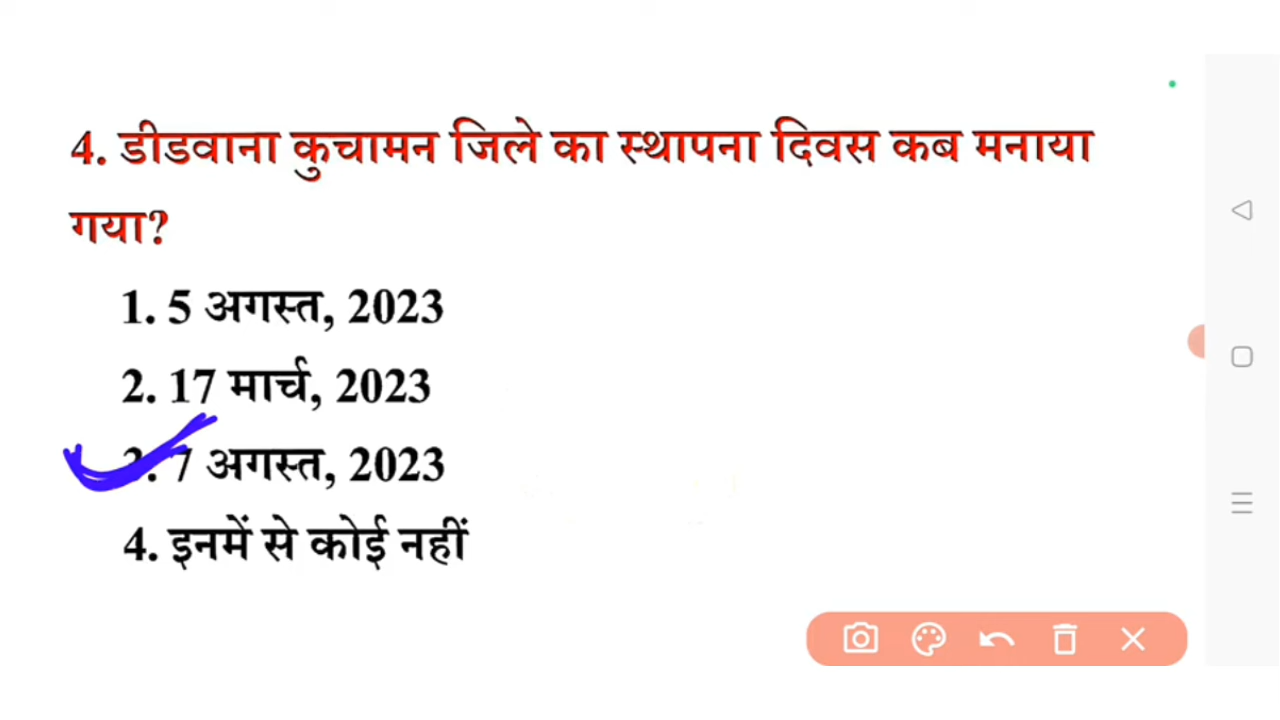 4. डीडवाना कुचामन जिले का स्थापना दिवस कब मनाया
गया?
1. 5 अगस्त, 2023
2. 17 मार्च, 2023
3. 7 अगस्त, 2023
4. इनमें से कोई नहीं